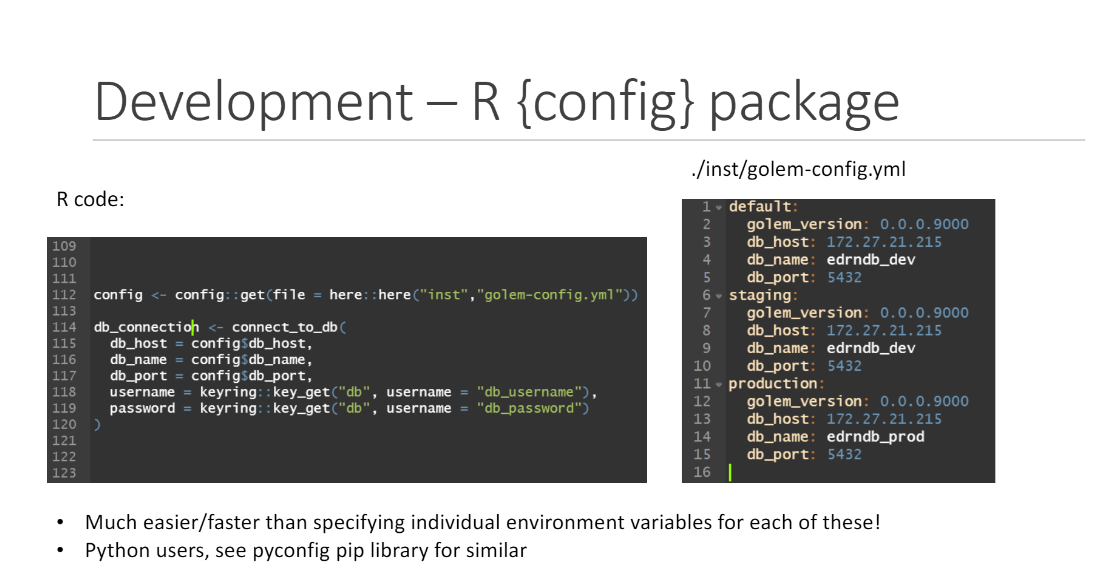 Development – R {config} package
R code:
109
110
111
112 config <- config::get(file = here::here("inst","golem-config.yml"))
113
114 db_connection <- connect_to_db(
115   db_host = config$db_host,
116   db_name = config$db_name,
117   db_port = config$db_port,
118   username = keyring::key_get("db", username = "db_username"),
119   password = keyring::key_get("db", username = "db_password")
120 )
121
122
123
./inst/golem-config.yml
1 default:
2   golem_version: 0.0.0.9000
3   db_host: 172.27.21.215
4   db_name: edrndb_dev
5   db_port: 5432
6 staging:
7   golem_version: 0.0.0.9000
8   db_host: 172.27.21.215
9   db_name: edrndb_dev
10   db_port: 5432
11 production:
12   golem_version: 0.0.0.9000
13   db_host: 172.27.21.215
14   db_name: edrndb_prod
15   db_port: 5432
16
• Much easier/faster than specifying individual environment variables for each of these!
• Python users, see pyconfig pip library for similar